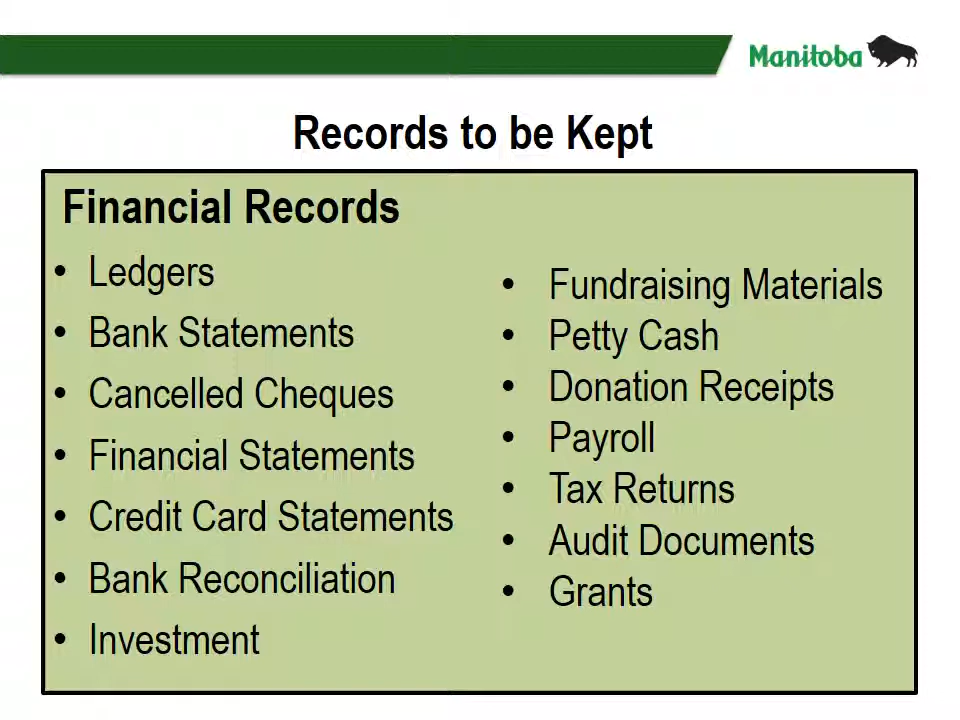 Manitoba
Records to be Kept
Financial Records
• Ledgers
• Bank Statements
• Cancelled Cheques
• Financial Statements
• Credit Card Statements
• Bank Reconciliation
• Investment
• Fundraising Materials
• Petty Cash
• Donation Receipts
• Payroll
• Tax Returns
• Audit Documents
• Grants